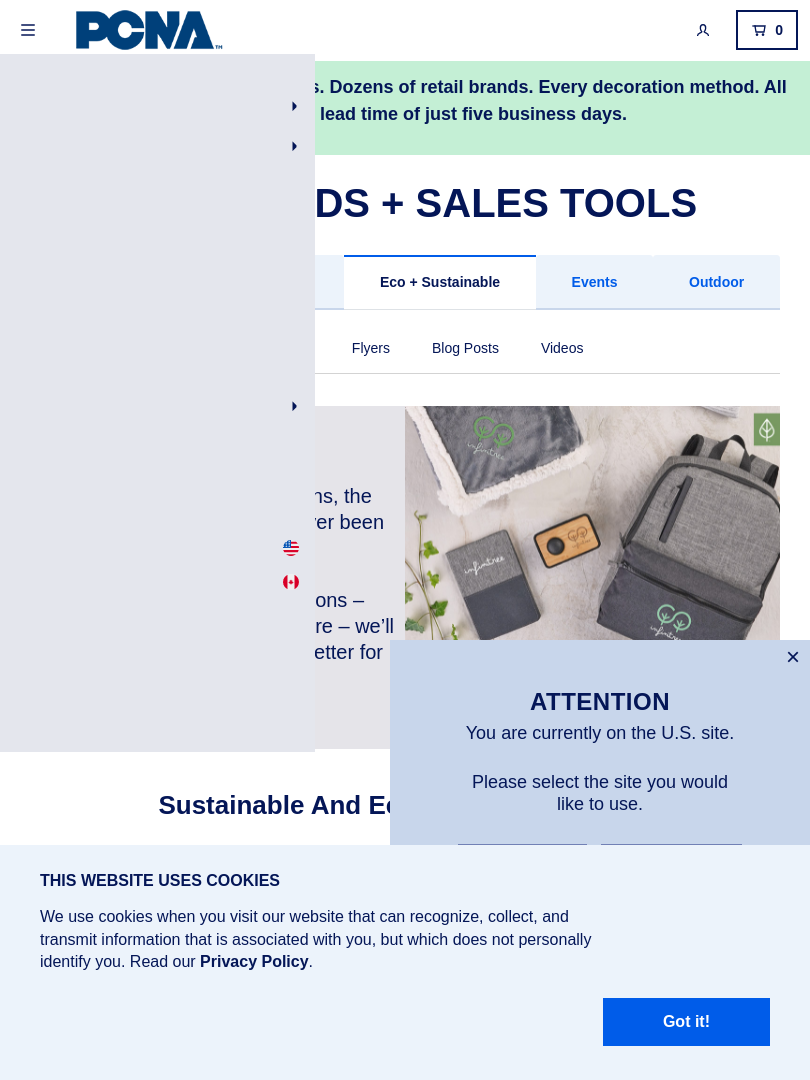 PCNA
TM
0
s. Dozens of retail brands. Every decoration method. All
lead time of just five business days.
DS + SALES TOOLS
Eco + Sustainable
Events
Outdoor
Flyers
Blog Posts
Videos
ns, the
er been
ons –
re – we'll
etter for
infinitree
infinitree
infinitree
infinitree
ATTENTION
You are currently on the U.S. site.
Please select the site you would
like to use.
Sustainable And Ec
THIS WEBSITE USES COOKIES
We use cookies when you visit our website that can recognize, collect, and
transmit information that is associated with you, but which does not personally
identify you. Read our Privacy Policy.
Got it!